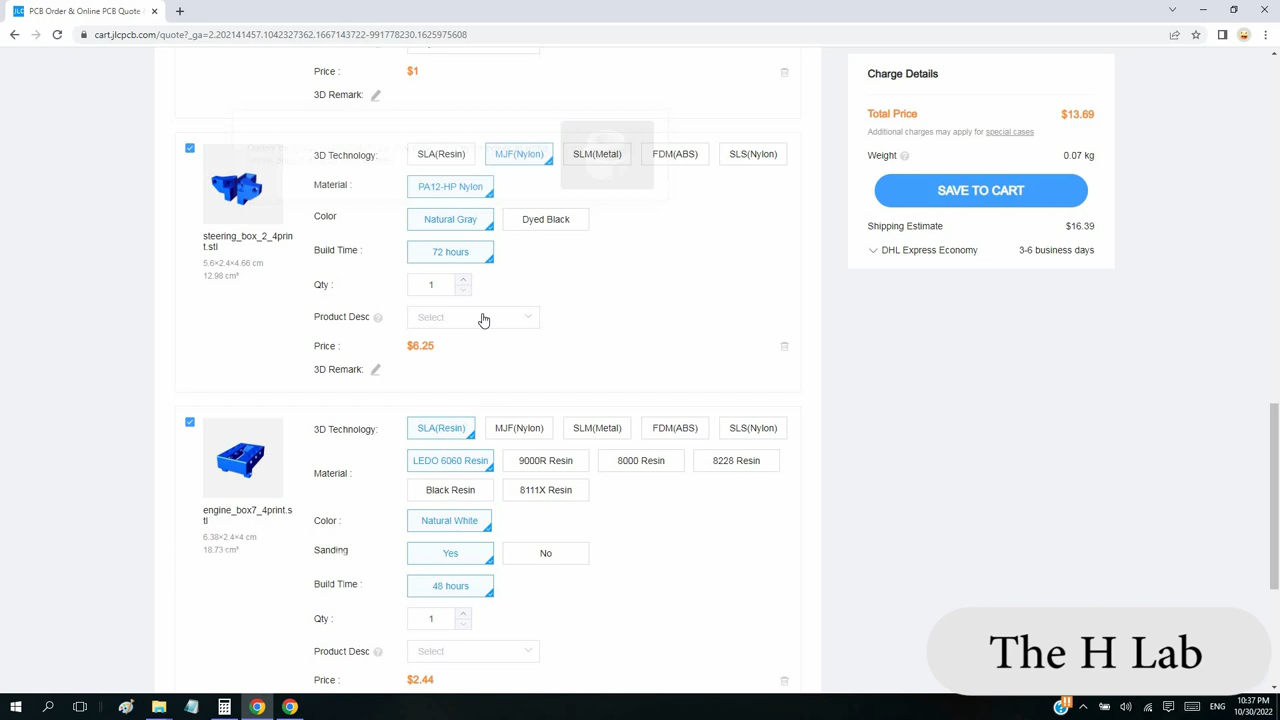 PCB Order & Online PCB Quote
cart.jlcpcb.com/quote?_ga=2.202141457.1042327362.1667143722-991778230.1625975608
Price : $1
3D Remark:
3D Technology: SLA(Resin) MJF(Nylon) SLM(Metal) FDM(ABS) SLS(Nylon)
Material : PA12-HP Nylon
Color Natural Gray Dyed Black
Build Time : 72 hours
Qty : 1
Product Desc Select
Price : $6.25
3D Remark:
steering_box_2_4prin
t.stl
5.6×2.4×4.66 cm
12.98 cm³
3D Technology: SLA(Resin) MJF(Nylon) SLM(Metal) FDM(ABS) SLS(Nylon)
Material : LEDO 6060 Resin 9000R Resin 8000 Resin 8228 Resin
Black Resin 8111X Resin
Color : Natural White
Sanding Yes No
Build Time : 48 hours
Qty : 1
Product Desc Select
Price : $2.44
engine_box7_4print.s
tl
6.38×2.4×4 cm
18.73 cm³
Charge Details
Total Price $13.69
Additional charges may apply for special cases
Weight 0.07 kg
SAVE TO CART
Shipping Estimate $16.39
DHL Express Economy 3-6 business days
The H Lab
ENG
10:37 PM
10/30/2022